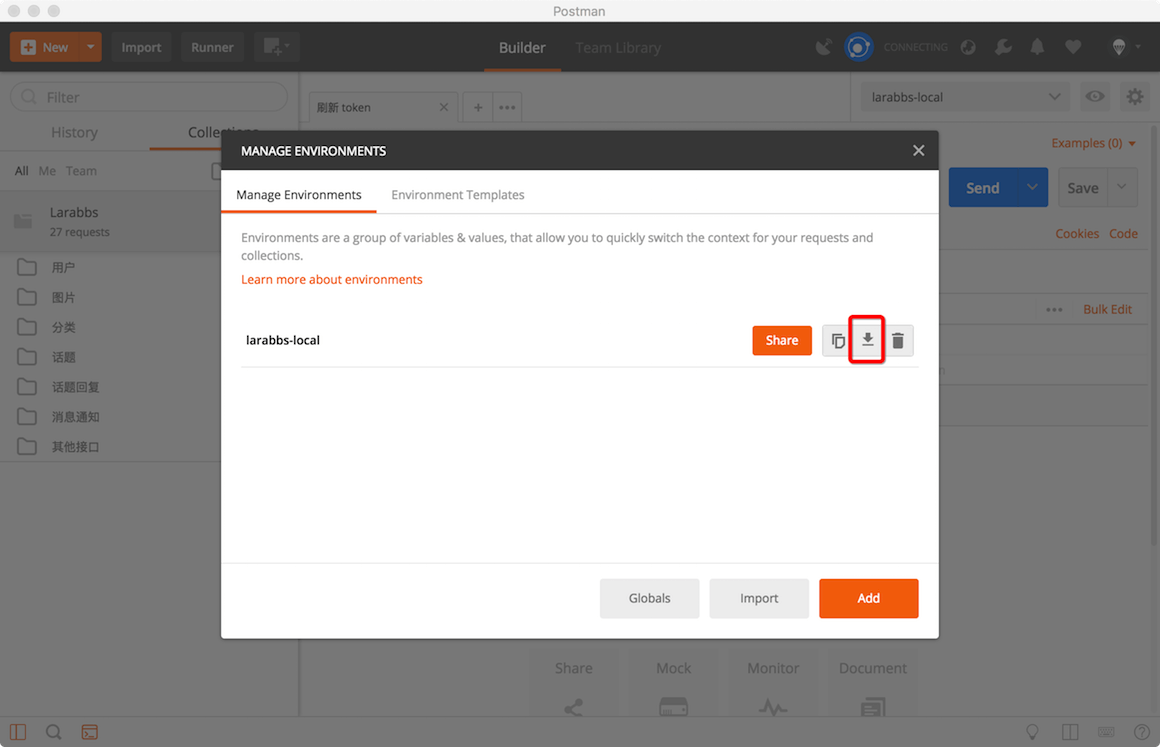 Postman
New
Import
Runner
Builder
Team Library
CONNECTING
Filter
刷新 token
larabbs-local
History
Collections
Examples (0)
All Me Team
MANAGE ENVIRONMENTS
Manage Environments
Environment Templates
Send
Save
Larabbs
27 requests
Environments are a group of variables & values, that allow you to quickly switch the context for your requests and
collections.
Learn more about environments
Cookies Code
用户
图片
分类
话题
话题回复
消息通知
其他接口
Bulk Edit
larabbs-local
Share
Globals
Import
Add
Share
Mock
Monitor
Document